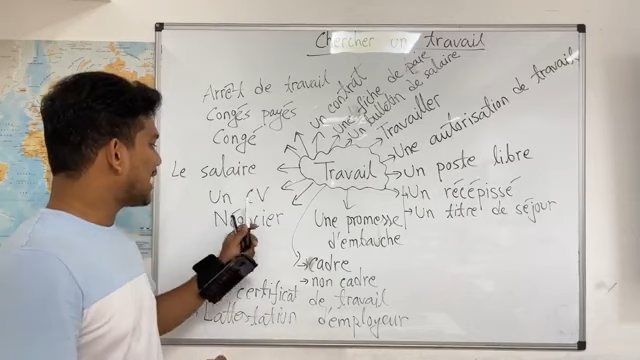 Chercher un travail
Arrêt de travail
Congés payés
Congé
Le salaire
Un CV
un contrat
une fiche de paie
un bulletin de salaire
Travailler
Une autorisation de travail
Travail
Un poste libre
Un récépissé
Un titre de séjour
Une promesse
d'entauche
cadre
non cadre
certificat de travail
L'attestation d'employeur